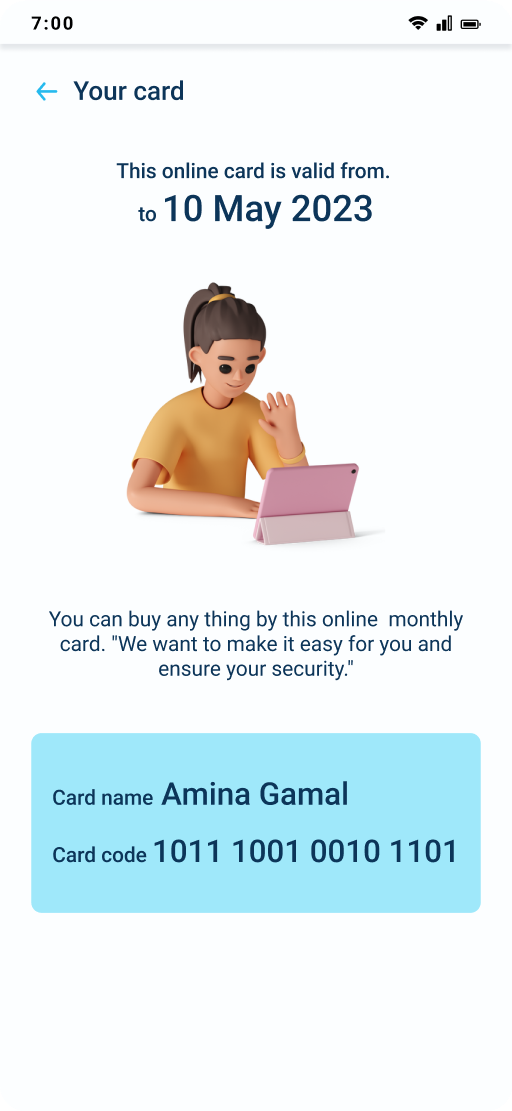 7:00
Your card
This online card is valid from.
to 10 May 2023
You can buy any thing by this online  monthly
card. "We want to make it easy for you and
ensure your security."
Card name Amina Gamal
Card code 1011 1001 0010 1101